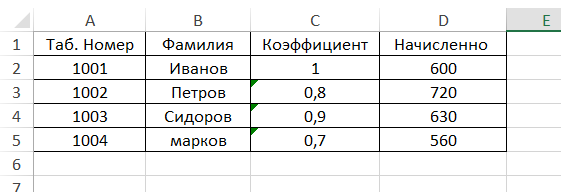 A B C D E
1 Таб. Номер Фамилия Коэффициент Начисленно
2 1001 Иванов 1 600
3 1002 Петров 0,8 720
4 1003 Сидоров 0,9 630
5 1004 марков 0,7 560
6
7